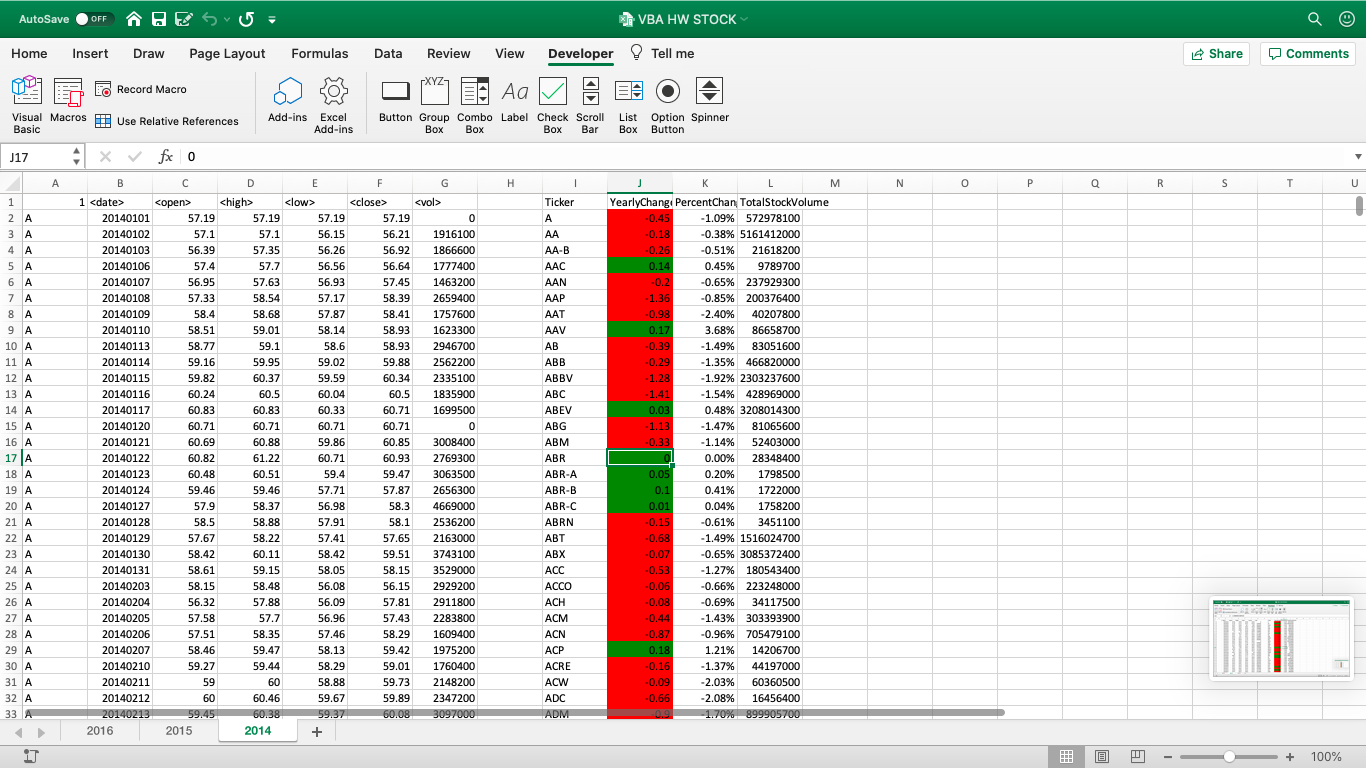 AutoSave OFF VBA HW STOCK
Home Insert Draw Page Layout Formulas Data Review View Developer Tell me Share Comments
Visual Basic Macros Record Macro Use Relative References Add-ins Excel Add-ins Button Group Box Combo Box Label Check Box Scroll Bar List Box Option Button Spinner
XYZ Aa
J17 fx 0
A B C D E F G H I J K L M N O P Q R S T U
1 1 <date> <open> <high> <low> <close> <vol> Ticker YearlyChange PercentChan TotalStockVolume
2 A 20140101 57.19 57.19 57.19 57.19 0 A -0.45 -1.09% 572978100
3 A 20140102 57.1 57.1 56.15 56.21 1916100 AA -0.18 -0.38% 5161412000
4 A 20140103 56.39 57.35 56.26 56.92 1866600 AA-B -0.26 -0.51% 21618200
5 A 20140106 57.4 57.7 56.56 56.64 1777400 AAC 0.14 0.45% 9789700
6 A 20140107 56.95 57.63 56.93 57.45 1463200 AAN -0.2 -0.65% 237929300
7 A 20140108 57.33 58.54 57.17 58.39 2659400 AAP -1.36 -0.85% 200376400
8 A 20140109 58.4 58.68 57.87 58.41 1757600 AAT -0.98 -2.40% 40207800
9 A 20140110 58.51 59.01 58.14 58.93 1623300 AAV 0.17 3.68% 86658700
10 A 20140113 58.77 59.1 58.6 58.93 2946700 AB -0.39 -1.49% 83051600
11 A 20140114 59.16 59.95 59.02 59.88 2562200 ABB -0.29 -1.35% 466820000
12 A 20140115 59.82 60.37 59.59 60.34 2335100 ABBV -1.28 -1.92% 2303237600
13 A 20140116 60.24 60.5 60.04 60.5 1835900 ABC -1.41 -1.54% 428969000
14 A 20140117 60.83 60.83 60.33 60.71 1699500 ABEV 0.03 0.48% 3208014300
15 A 20140120 60.71 60.71 60.71 60.71 0 ABG -1.13 -1.47% 81065600
16 A 20140121 60.69 60.88 59.86 60.85 3008400 ABM -0.33 -1.14% 52403000
17 A 20140122 60.82 61.22 60.71 60.93 2769300 ABR 0 0.00% 28348400
18 A 20140123 60.48 60.51 59.4 59.47 3063500 ABR-A 0.05 0.20% 1798500
19 A 20140124 59.46 59.46 57.71 57.87 2656300 ABR-B 0.1 0.41% 1722000
20 A 20140127 57.9 58.37 56.98 58.3 4669000 ABR-C 0.01 0.04% 1758200
21 A 20140128 58.5 58.88 57.91 58.1 2536200 ABRN -0.15 -0.61% 3451100
22 A 20140129 57.67 58.22 57.41 57.65 2163000 ABT -0.68 -1.49% 1516024700
23 A 20140130 58.42 60.11 58.42 59.51 3743100 ABX -0.07 -0.65% 3085372400
24 A 20140131 58.61 59.15 58.05 58.15 3529000 ACC -0.53 -1.27% 180543400
25 A 20140203 58.15 58.48 56.08 56.15 2929200 ACCO -0.06 -0.66% 223248000
26 A 20140204 56.32 57.88 56.09 57.81 2911800 ACH -0.08 -0.69% 34117500
27 A 20140205 57.58 57.7 56.96 57.43 2283800 ACM -0.44 -1.43% 303393900
28 A 20140206 57.51 58.35 57.46 58.29 1609400 ACN -0.87 -0.96% 705479100
29 A 20140207 58.46 59.47 58.13 59.42 1975200 ACP 0.18 1.21% 14206700
30 A 20140210 59.27 59.44 58.29 59.01 1760400 ACRE -0.16 -1.37% 44197000
31 A 20140211 59 60 58.88 59.73 2148200 ACW -0.09 -2.03% 60360500
32 A 20140212 60 60.46 59.67 59.89 2347200 ADC -0.66 -2.08% 16456400
33 A 20140213 59.45 60.38 59.37 60.08 3097000 ADM -1.70% 899905700
2016 2015 2014
100%